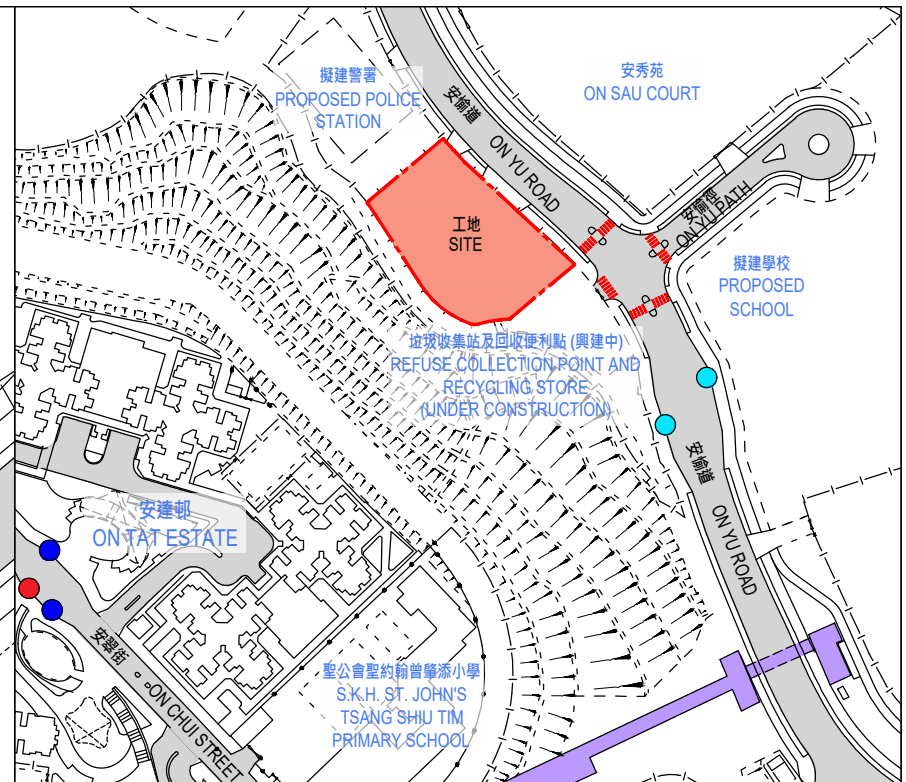 擬建警署
PROPOSED POLICE
STATION
安秀苑
ON SAU COURT
安愉道
ON YU ROAD
安愉徑
ON YU PATH
工地
SITE
擬建學校
PROPOSED
SCHOOL
垃圾收集站及回收便利點 (興建中)
REFUSE COLLECTION POINT AND
RECYCLING STORE
(UNDER CONSTRUCTION)
安愉道
ON YU ROAD
安達邨
ON TAT ESTATE
安翠街
ON CHUI STREET
聖公會聖約翰曾肇添小學
S.K.H. ST. JOHN'S
TSANG SHIU TIM
PRIMARY SCHOOL